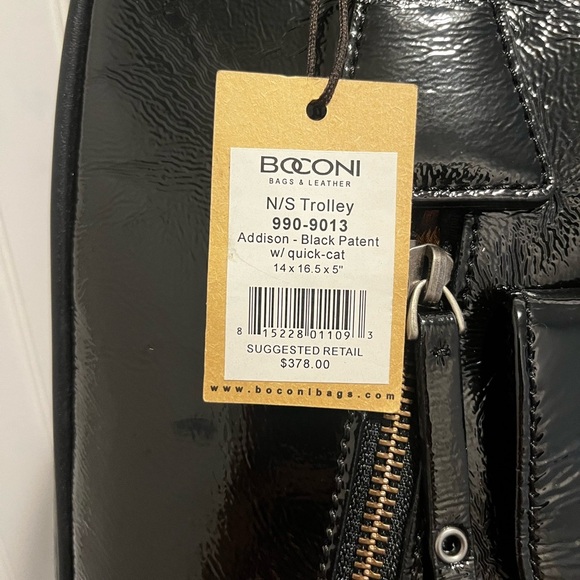 BOCONI
BAGS & LEATHER
N/S Trolley
990-9013
Addison - Black Patent
w/ quick-cat
14 x 16.5 x 5"
8 15228 01109 3
SUGGESTED RETAIL
$378.00
www.boconibags.com